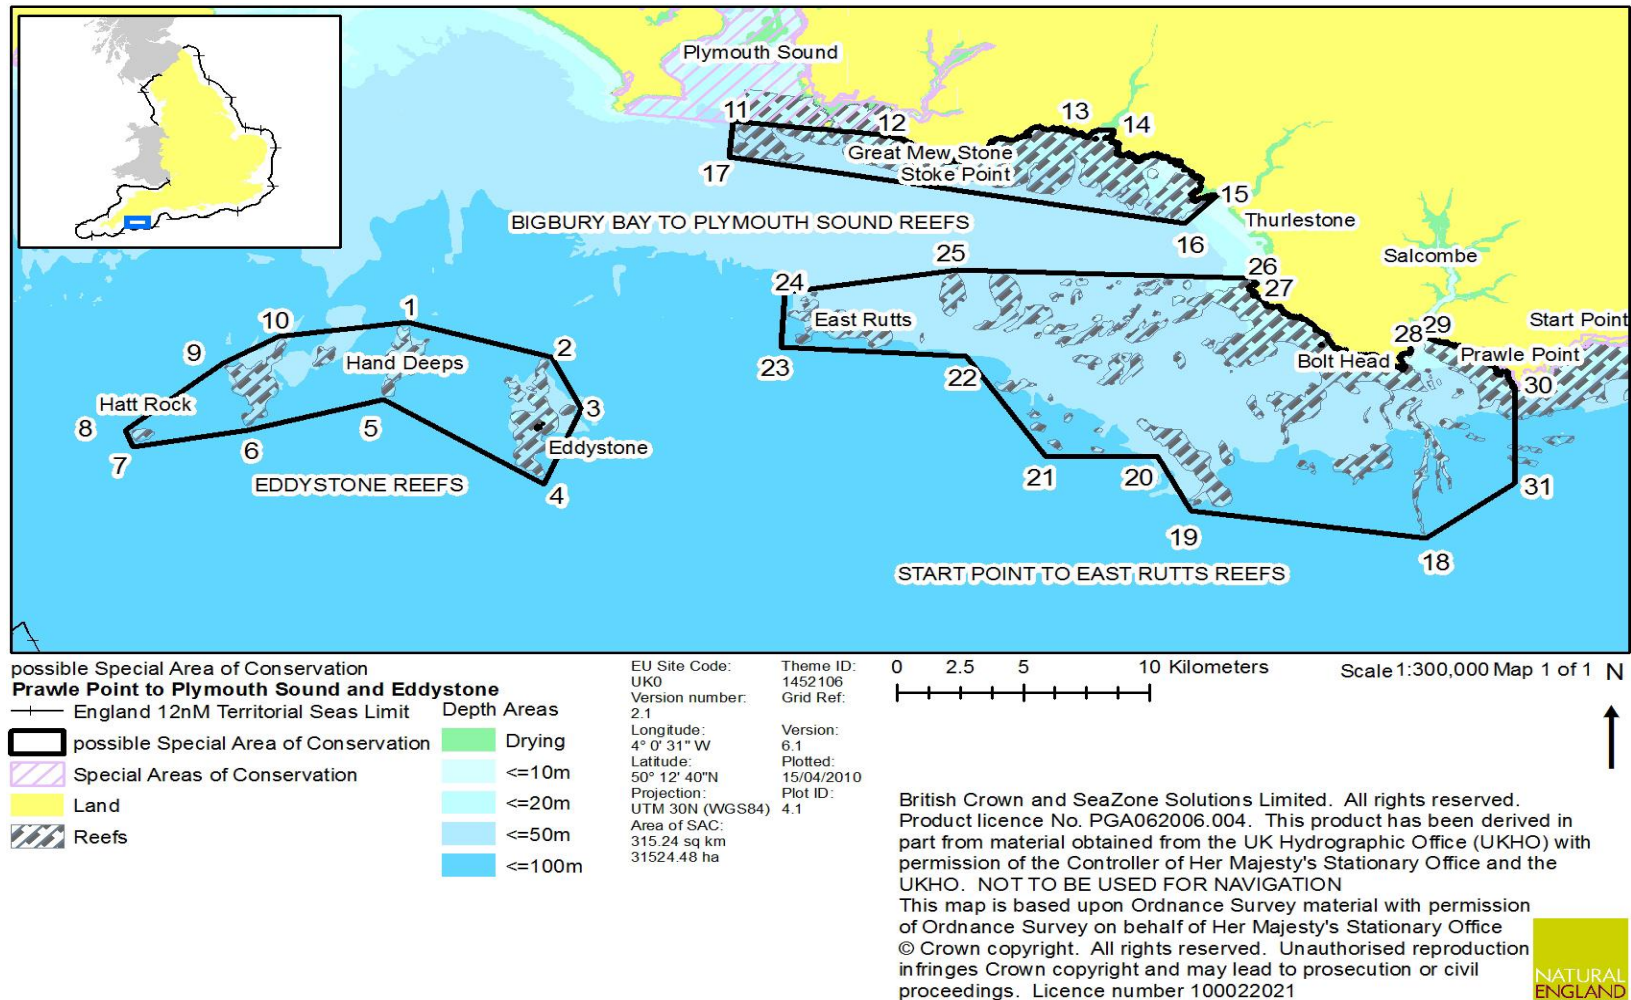 Plymouth Sound
11
12
13
14
Great Mew Stone
Stoke Point
17
15
Thurlestone
16
BIGBURY BAY TO PLYMOUTH SOUND REEFS
Salcombe
25
26
24
27
East Rutts
Start Point
28
29
1
10
2
9
Hand Deeps
23
22
Bolt Head
Prawle Point
30
Hatt Rock
8
3
5
7
6
Eddystone
EDDYSTONE REEFS
4
21
20
31
19
18
START POINT TO EAST RUTTS REEFS
possible Special Area of Conservation
Prawle Point to Plymouth Sound and Eddystone
England 12nM Territorial Seas Limit
possible Special Area of Conservation
Special Areas of Conservation
Land
Reefs
Depth Areas
Drying
<=10m
<=20m
<=50m
<=100m
EU Site Code:
UK0
Version number:
2.1
Longitude:
4° 0' 31" W
Latitude:
50° 12' 40"N
Projection:
UTM 30N (WGS84)
Area of SAC:
315.24 sq km
31524.48 ha
Theme ID:
1452106
Grid Ref:
Version:
6.1
Plotted:
15/04/2010
Plot ID:
4.1
0 2.5 5 10 Kilometers
Scale 1:300,000 Map 1 of 1 N
British Crown and SeaZone Solutions Limited. All rights reserved.
Product licence No. PGA062006.004. This product has been derived in
part from material obtained from the UK Hydrographic Office (UKHO) with
permission of the Controller of Her Majesty's Stationary Office and the
UKHO. NOT TO BE USED FOR NAVIGATION
This map is based upon Ordnance Survey material with permission
of Ordnance Survey on behalf of Her Majesty's Stationary Office
© Crown copyright. All rights reserved. Unauthorised reproduction
infringes Crown copyright and may lead to prosecution or civil
proceedings. Licence number 100022021
NATURAL
ENGLAND